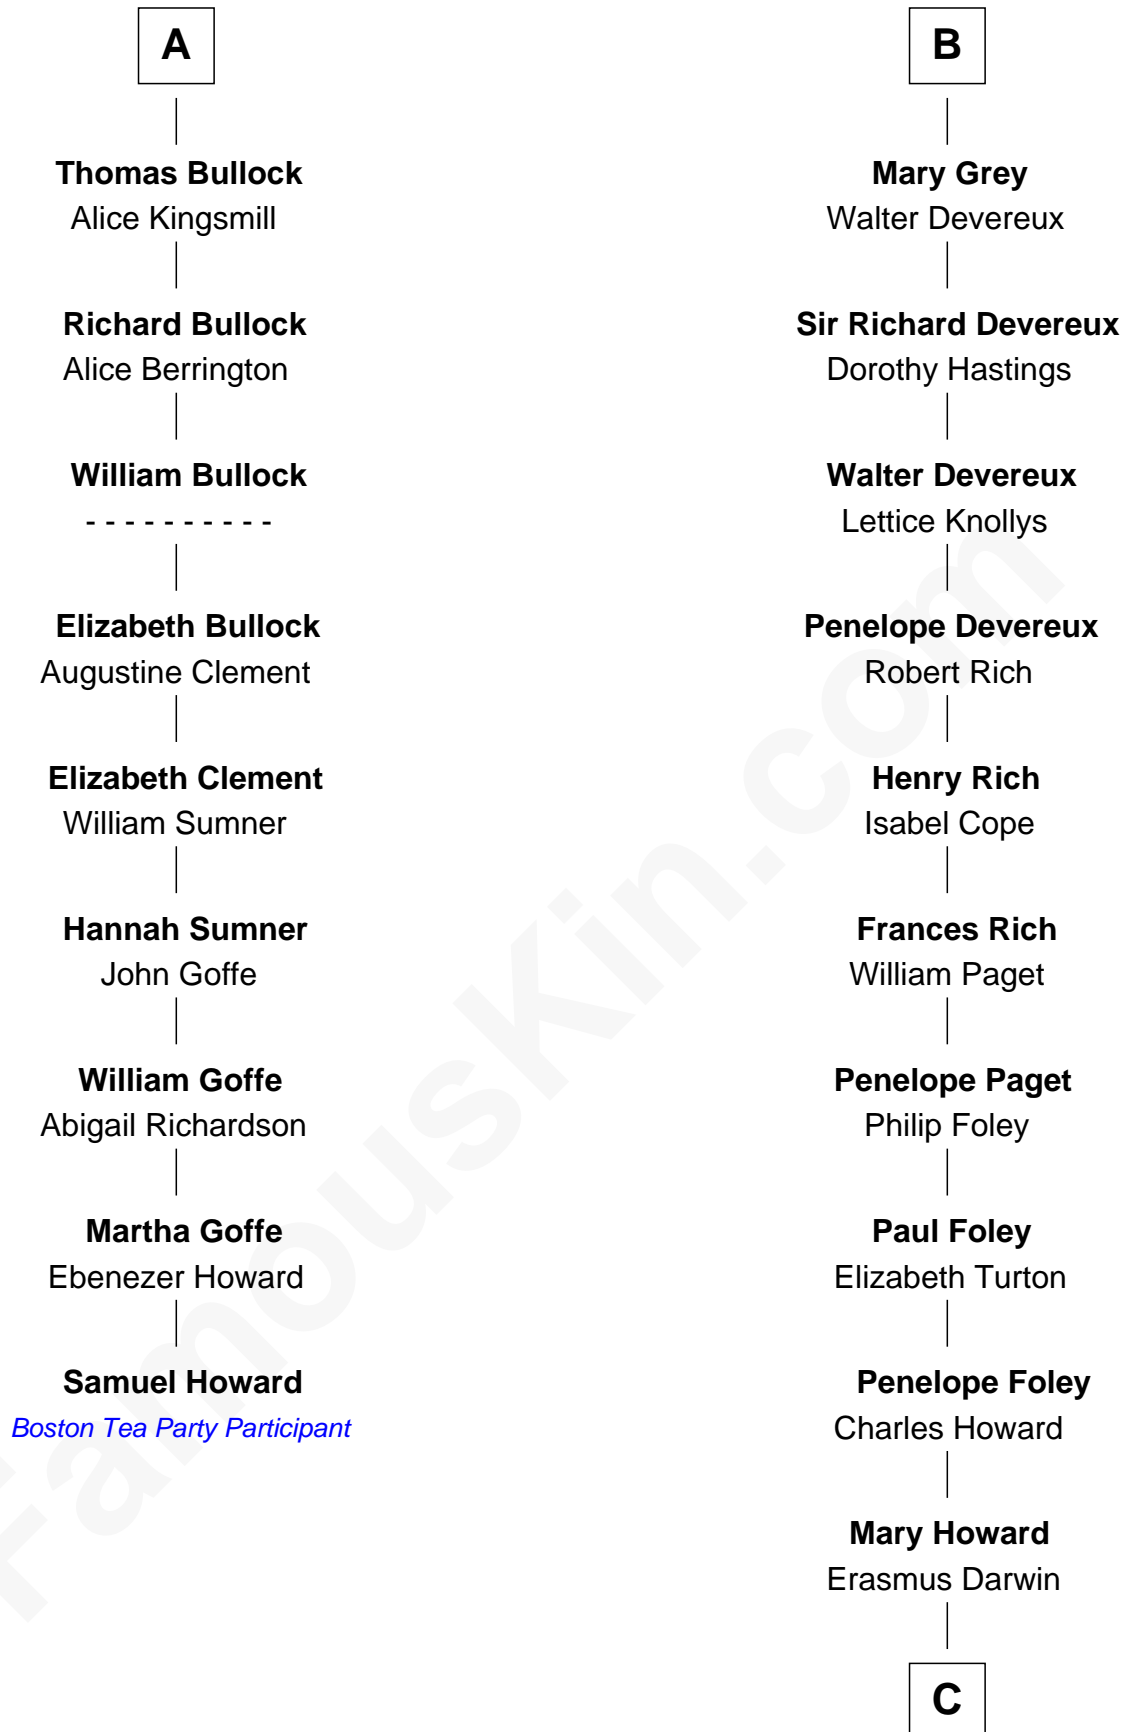 A
Thomas Bullock
Alice Kingsmill
Richard Bullock
Alice Berrington
William Bullock
- - - - - - - - - -
Elizabeth Bullock
Augustine Clement
Elizabeth Clement
William Sumner
Hannah Sumner
John Goffe
William Goffe
Abigail Richardson
Martha Goffe
Ebenezer Howard
Samuel Howard
Boston Tea Party Participant
B
Mary Grey
Walter Devereux
Sir Richard Devereux
Dorothy Hastings
Walter Devereux
Lettice Knollys
Penelope Devereux
Robert Rich
Henry Rich
Isabel Cope
Frances Rich
William Paget
Penelope Paget
Philip Foley
Paul Foley
Elizabeth Turton
Penelope Foley
Charles Howard
Mary Howard
Erasmus Darwin
C
FamousKin.com